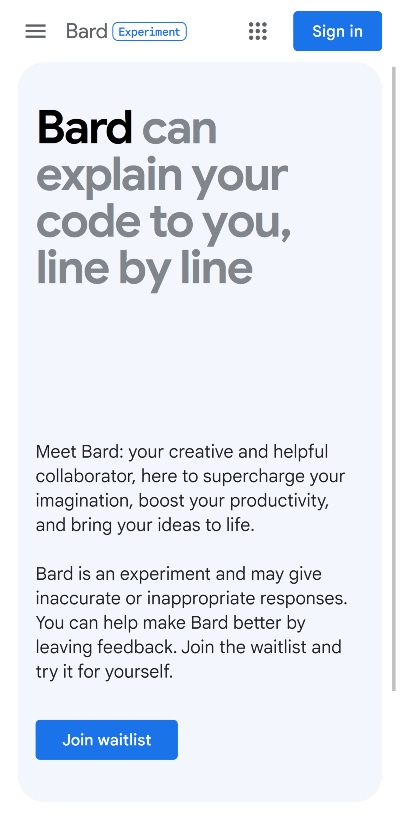 Bard Experiment
Sign in
Bard can
explain your
code to you,
line by line
Meet Bard: your creative and helpful
collaborator, here to supercharge your
imagination, boost your productivity,
and bring your ideas to life.
Bard is an experiment and may give
inaccurate or inappropriate responses.
You can help make Bard better by
leaving feedback. Join the waitlist and
try it for yourself.
Join waitlist